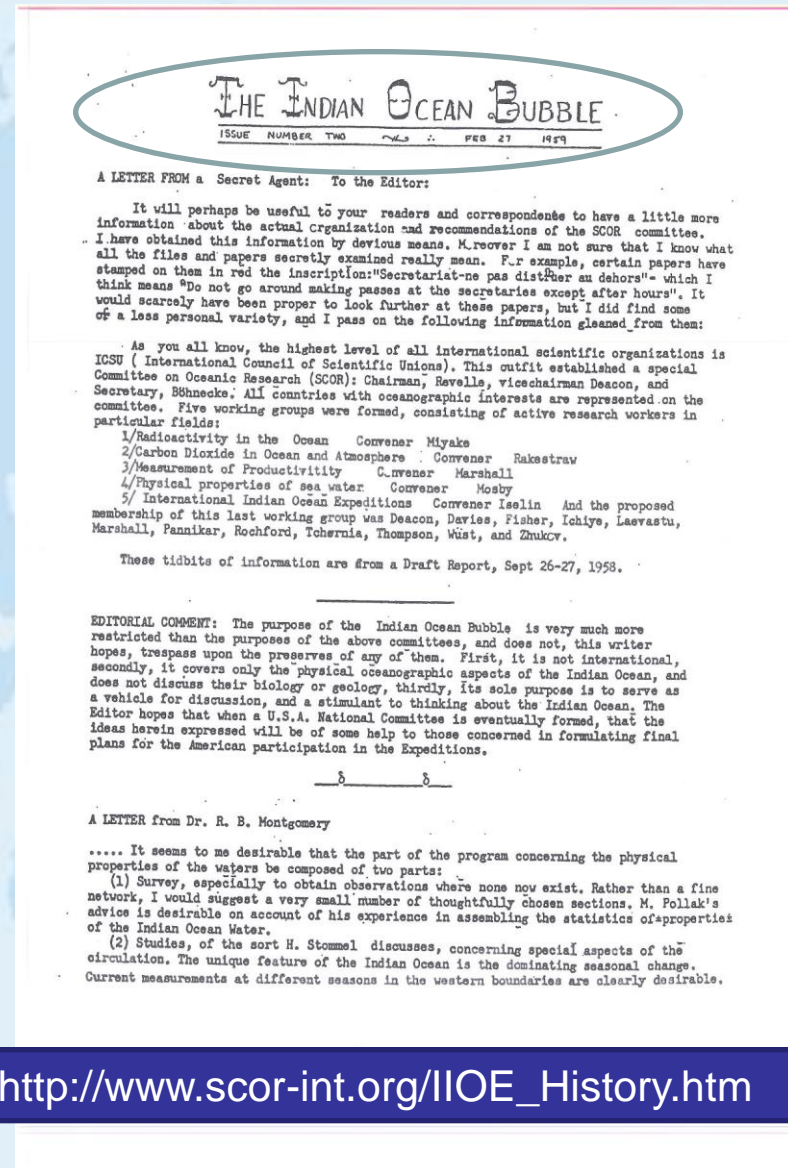 THE INDIAN OCEAN BUBBLE
ISSUE NUMBER TWO FEB 27 1959
A LETTER FROM a Secret Agent: To the Editor:
It will perhaps be useful to your readers and correspondents to have a little more
information about the actual organization and recommendations of the SCOR committee.
I have obtained this information by devious means. M.reover I am not sure that I know what
all the files and papers secretly examined really mean. F.r example, certain papers have
stamped on them in red the inscription:"Secretariat-ne pas distiher au dehors"- which I
think means "Do not go around making passes at the secretaries except after hours". It
would scarcely have been proper to look further at these papers, but I did find some
of a less personal variety, and I pass on the following information gleaned from them:
As you all know, the highest level of all international scientific organizations is
ICSU ( International Council of Scientific Unions). This outfit established a special
Committee on Oceanic Research (SCOR): Chairman, Revelle, vicechairman Deacon, and
Secretary, Böhnecke. All conntries with oceanographic interests are represented on the
committee. Five working groups were formed, consisting of active research workers in
particular fields:
1/Radioactivity in the Ocean Convener Miyake
2/Carbon Dioxide in Ocean and Atmosphere Convener Rakestraw
3/Measurement of Productivitity C.nvener Marshall
4/Physical properties of sea water Convener Mosby
5/ International Indian Ocean Expeditions Convener Iselin And the proposed
membership of this last working group was Deacon, Davies, Fisher, Ichiye, Laevastu,
Marshall, Pannikar, Rochford, Tchernia, Thompson, Wüst, and Zhukov.
These tidbits of information are from a Draft Report, Sept 26-27, 1958.
EDITORIAL COMMENT: The purpose of the Indian Ocean Bubble is very much more
restricted than the purposes of the above committees, and does not, this writer
hopes, trespass upon the preserves of any of them. First, it is not international,
secondly, it covers only the physical oceanographic aspects of the Indian Ocean, and
does not discuss their biology or geology, thirdly, its sole purpose is to serve as
a vehicle for discussion, and a stimulant to thinking about the Indian Ocean. The
Editor hopes that when a U.S.A. National Committee is eventually formed, that the
ideas herein expressed will be of some help to those concerned in formulating final
plans for the American participation in the Expeditions.
δ δ
A LETTER from Dr. R. B. Montgomery
..... It seems to me desirable that the part of the program concerning the physical
properties of the waters be composed of two parts:
(1) Survey, especially to obtain observations where none now exist. Rather than a fine
network, I would suggest a very small number of thoughtfully chosen sections. M. Pollak's
advice is desirable on account of his experience in assembling the statistics of properties
of the Indian Ocean Water.
(2) Studies, of the sort H. Stommel discusses, concerning special aspects of the
circulation. The unique feature of the Indian Ocean is the dominating seasonal change.
Current measurements at different seasons in the western boundaries are clearly desirable.
http://www.scor-int.org/IIOE_History.htm